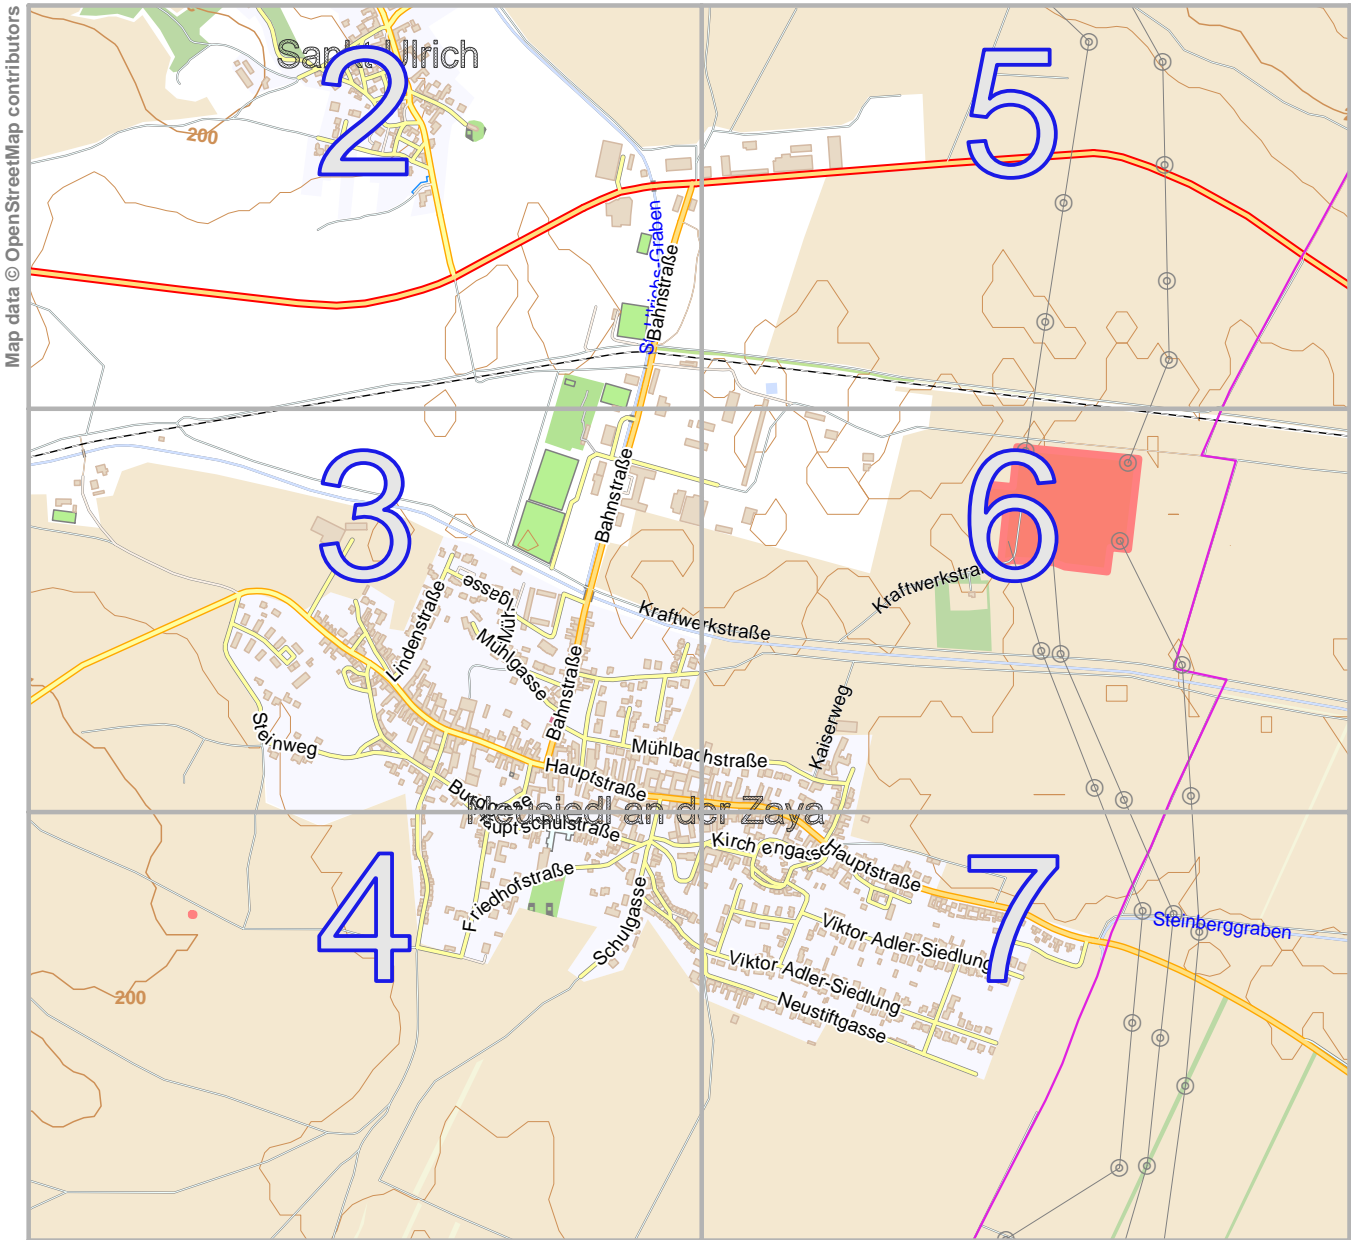 Map data © OpenStreetMap contributors
Sankt Ulrich
2
5
200
Bahnstraße
3
6
Bahnstraße
Lindenstraße
Mühlgasse
Kraftwerkstraße
Bahnstraße
Steinweg
Mühlbachstraße
Kaiserweg
Hauptstraße
Neusiedl an der Zaya
4
7
Kirchengasse
Hauptstraße
Friedhofstraße
Schulgasse
Viktor Adler-Siedlung
Viktor Adler-Siedlung
Neustiftgasse
Steinberggraben
200